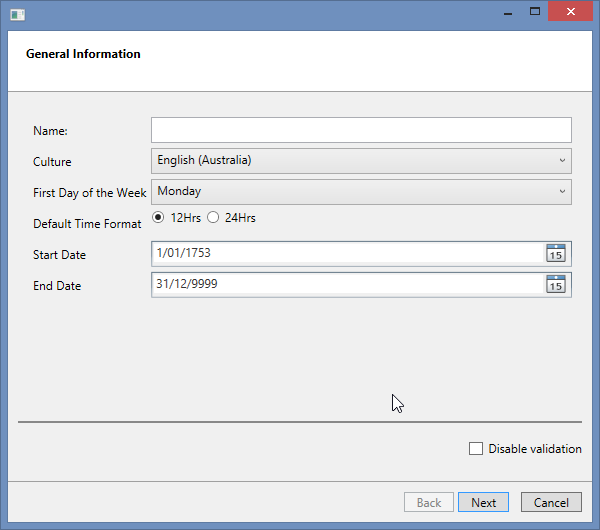 General Information
Name:
Culture English (Australia)
First Day of the Week Monday
Default Time Format 12Hrs 24Hrs
Start Date 1/01/1753 15
End Date 31/12/9999 15
Disable validation
Back Next Cancel